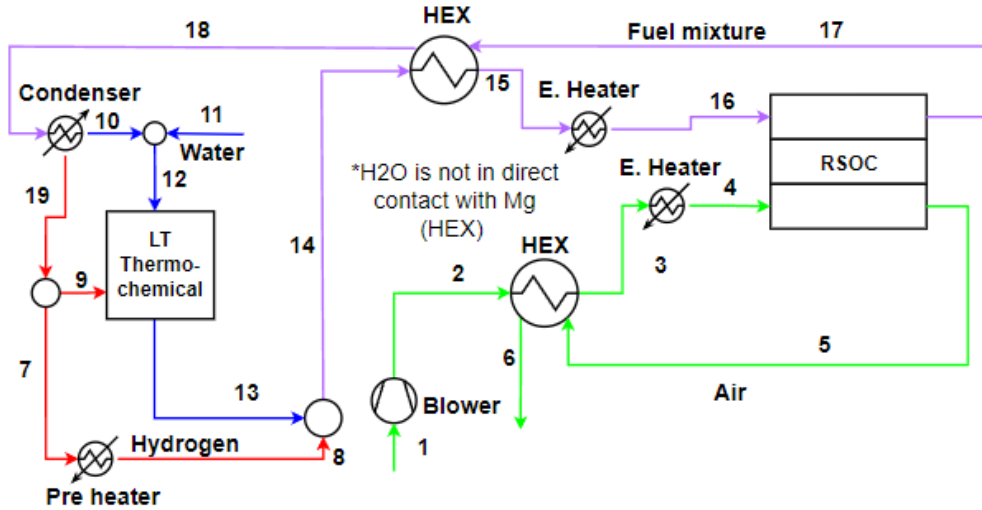 HEX
18
Fuel mixture
17
15
E. Heater
16
Condenser
10
11
Water
12
RSOC
*H2O is not in direct
contact with Mg
(HEX)
E. Heater
4
19
14
HEX
3
LT
Thermo-
chemical
9
2
7
6
5
13
Blower
Air
Hydrogen
8
1
Pre heater